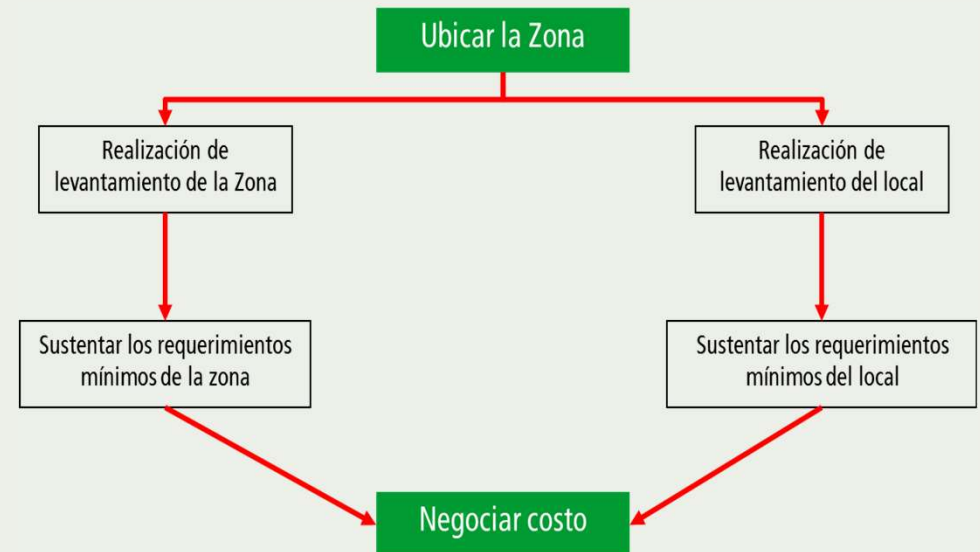 Ubicar la Zona
Realización de
levantamiento de la Zona
Realización de
levantamiento del local
Sustentar los requerimientos
mínimos de la zona
Sustentar los requerimientos
mínimos del local
Negociar costo